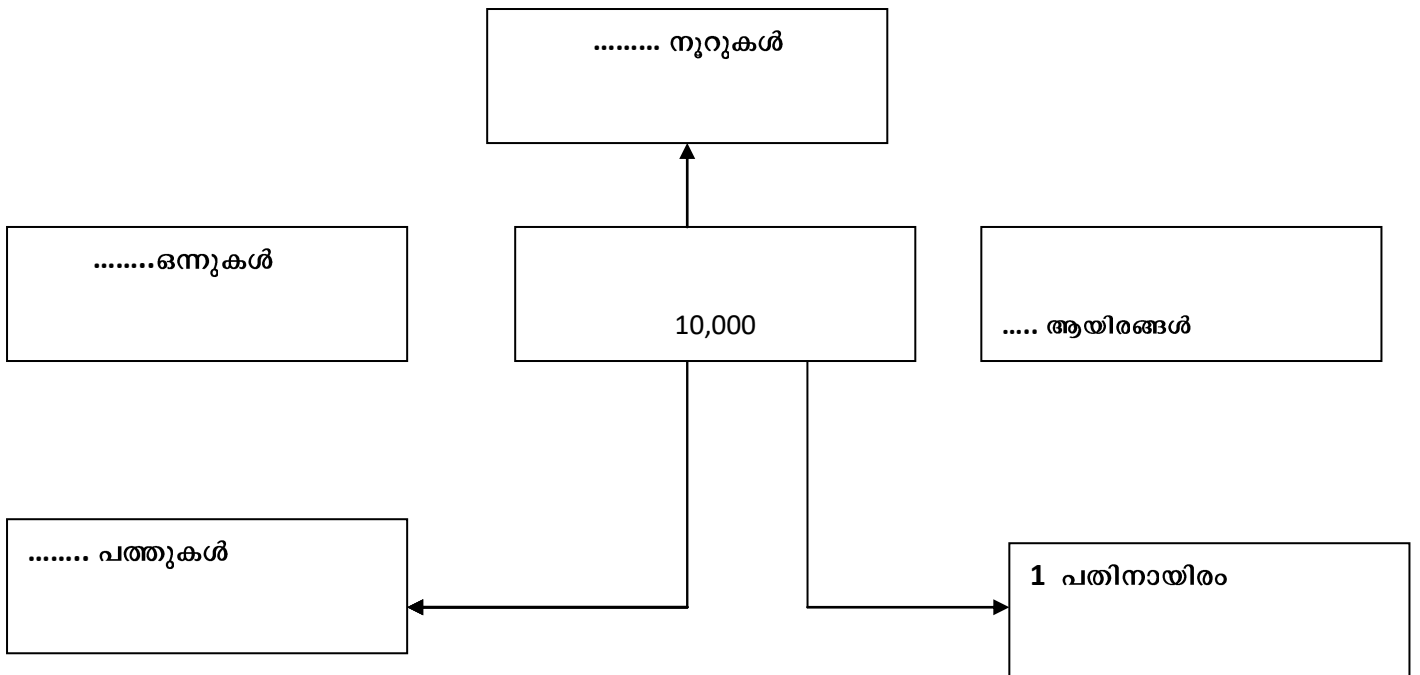 ......... നൂറുകൾ
........ഒന്നുകൾ
10,000
..... ആയിരങ്ങൾ
........ പത്തുകൾ
1 പതിനായിരം